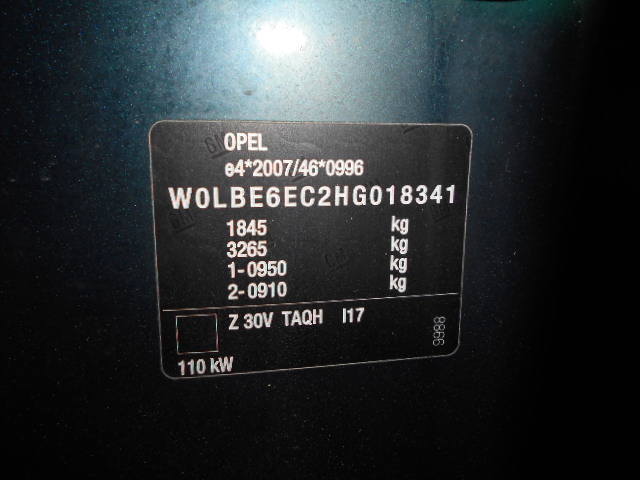 OPEL
e4*2007/46*0996
W0LBE6EC2HG018341
1845 kg
3265 kg
1-0950 kg
2-0910 kg
Z 30V TAQH I17
9988
110 kW